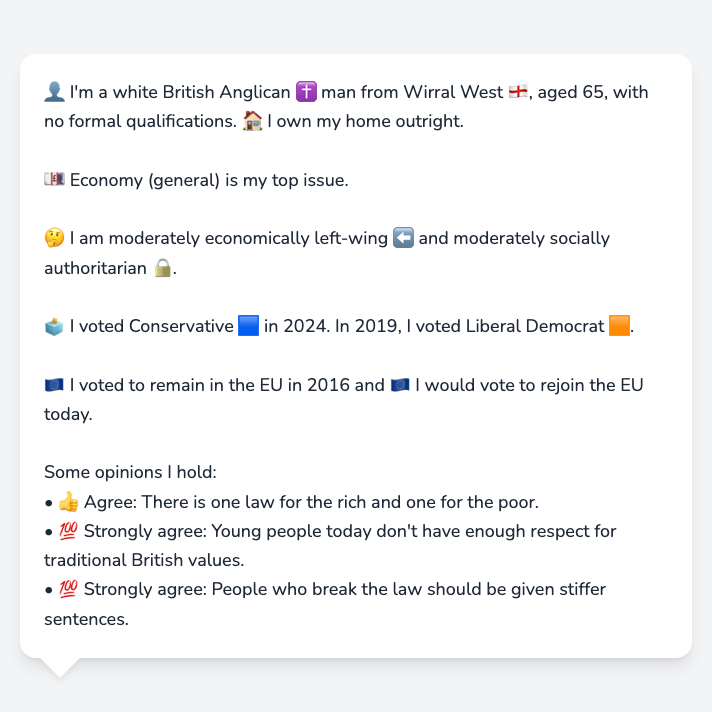 👤 I'm a white British Anglican ✝️ man from Wirral West 🏴󠁧󠁢󠁥󠁮󠁧󠁿, aged 65, with
no formal qualifications. 🏠 I own my home outright.
💷 Economy (general) is my top issue.
🤔 I am moderately economically left-wing ⬅️ and moderately socially
authoritarian 🔒.
🗳️ I voted Conservative 🟦 in 2024. In 2019, I voted Liberal Democrat 🟧.
🇪🇺 I voted to remain in the EU in 2016 and 🇪🇺 I would vote to rejoin the EU
today.
Some opinions I hold:
• 👍 Agree: There is one law for the rich and one for the poor.
• 💯 Strongly agree: Young people today don't have enough respect for
traditional British values.
• 💯 Strongly agree: People who break the law should be given stiffer
sentences.